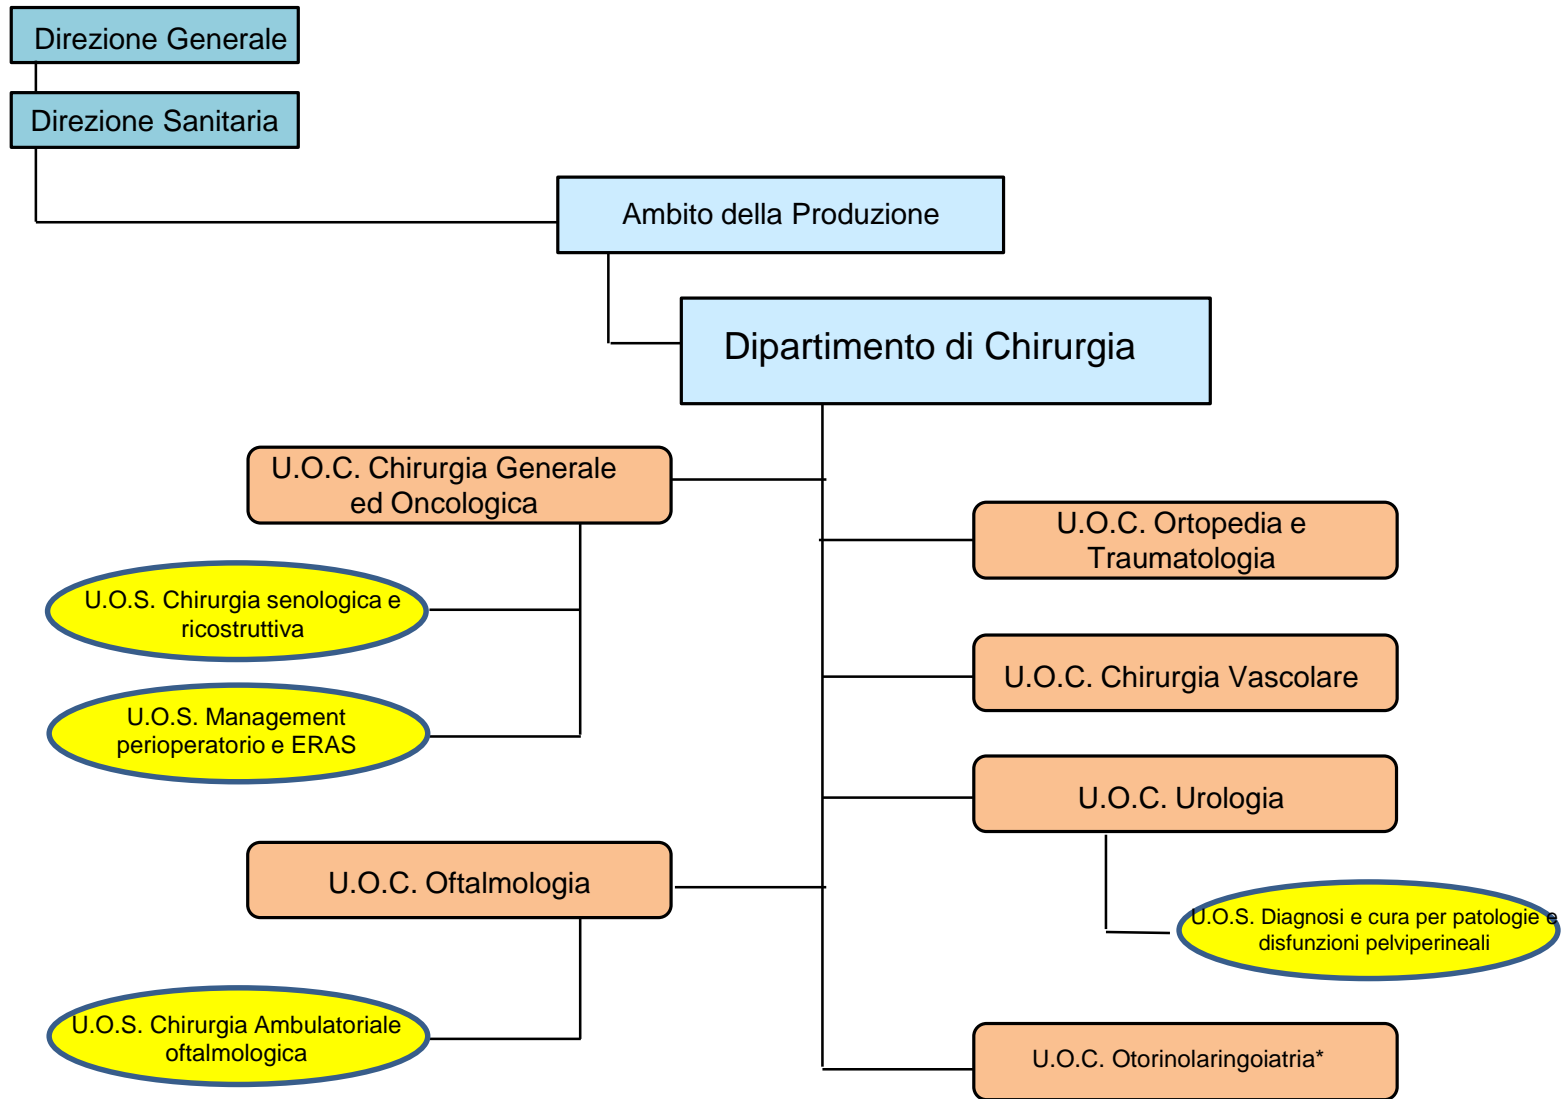 Direzione Generale
Direzione Sanitaria
Ambito della Produzione
Dipartimento di Chirurgia
U.O.C. Chirurgia Generale
ed Oncologica
U.O.C. Ortopedia e
Traumatologia
U.O.S. Chirurgia senologica e
ricostruttiva
U.O.C. Chirurgia Vascolare
U.O.S. Management
perioperatorio e ERAS
U.O.C. Urologia
U.O.C. Oftalmologia
U.O.S. Diagnosi e cura per patologie e
disfunzioni pelviperineali
U.O.S. Chirurgia Ambulatoriale
oftalmologica
U.O.C. Otorinolaringoiatria*